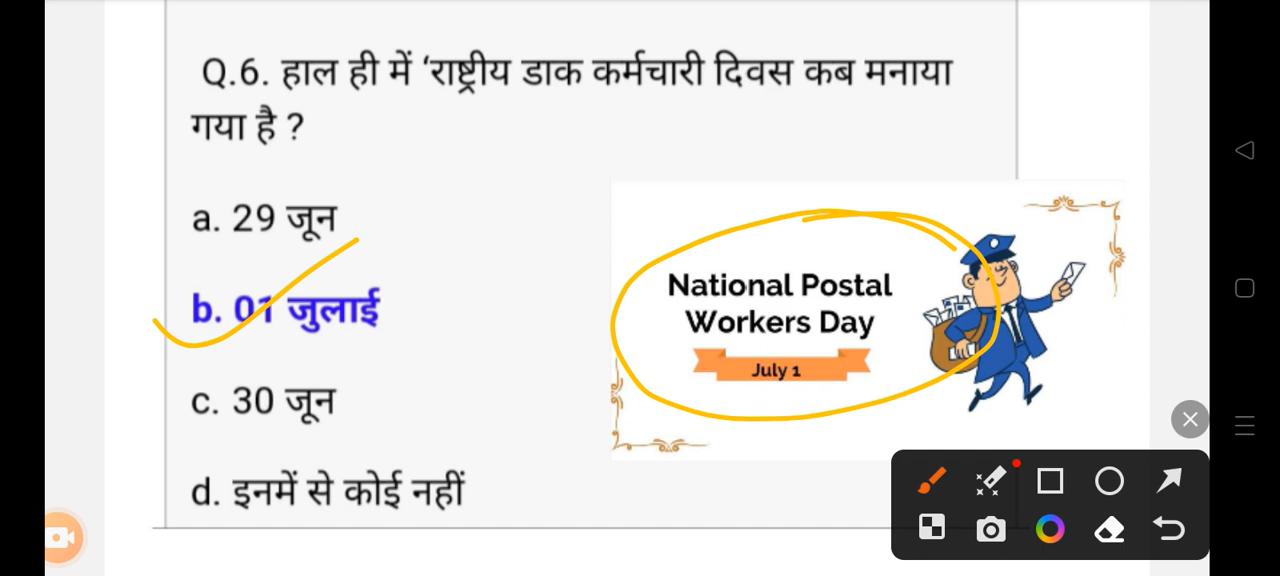 Q.6. हाल ही में ‘राष्ट्रीय डाक कर्मचारी दिवस कब मनाया
गया है ?
a. 29 जून
b. 01 जुलाई
c. 30 जून
d. इनमें से कोई नहीं
National Postal
Workers Day
July 1